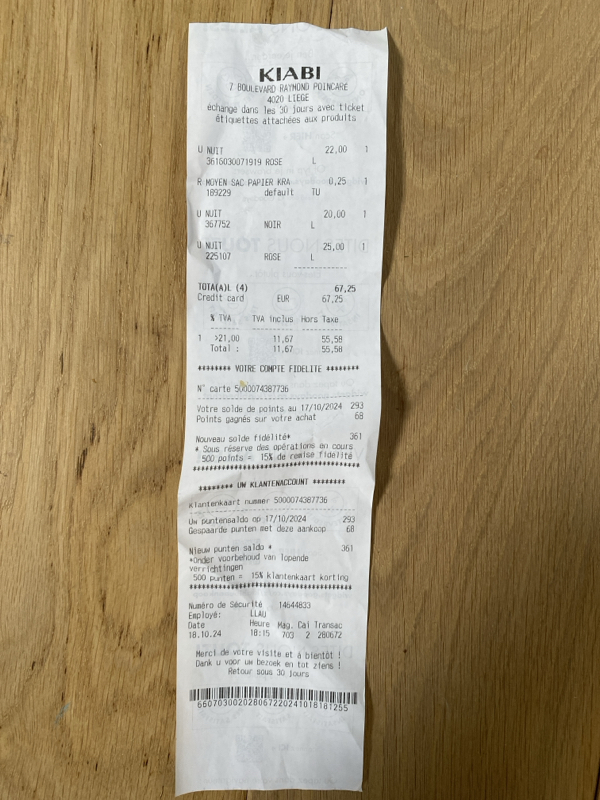 KIABI
7 BOULEVARD RAYMOND POINCARE
4020 LIEGE
échange dans les 30 jours avec ticket
étiquettes attachées aux produits
U NUIT 22,00 1
3616030071919 ROSE L
R MOYEN SAC PAPIER KRA 0,25 1
189229 default TU
U NUIT 20,00 1
367752 NOIR L
U NUIT 25,00 1
225107 ROSE L
--------------
TOTA(A)L (4) 67,25
Credit card EUR 67,25
% TVA TVA inclus Hors Taxe
1 >21,00 11,67 55,58
Total : 11,67 55,58
******** VOTRE COMPTE FIDELITE ********
N° carte 5000074387736
Votre solde de points au 17/10/2024 293
Points gagnés sur votre achat 68
Nouveau solde fidélité* 361
* Sous réserve des opérations en cours
500 points = 15% de remise fidélité
******** UW KLANTENACCOUNT ********
Klantenkaart nummer 5000074387736
Uw puntensaldo op 17/10/2024 293
Gespaarde punten met deze aankoop 68
Nieuw punten saldo * 361
*Onder voorbehoud van lopende
verrichtingen
500 punten = 15% klantenkaart korting
Numéro de Sécurité 14644833
Employé: LLAU
Date Heure Mag. Cai Transac
18.10.24 18:15 703 2 280672
Merci de votre visite et à bientôt !
Dank u voor uw bezoek en tot ziens !
Retour sous 30 jours
66070300202806722024101818​1255